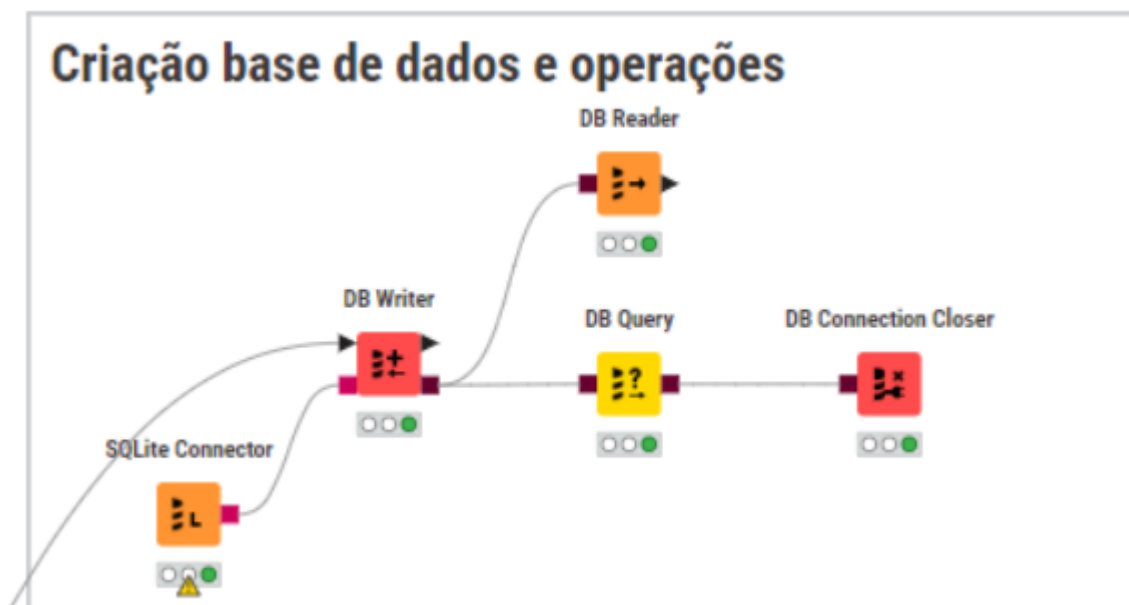 Criação base de dados e operações
DB Reader
DB Writer
DB Query
DB Connection Closer
SQLite Connector